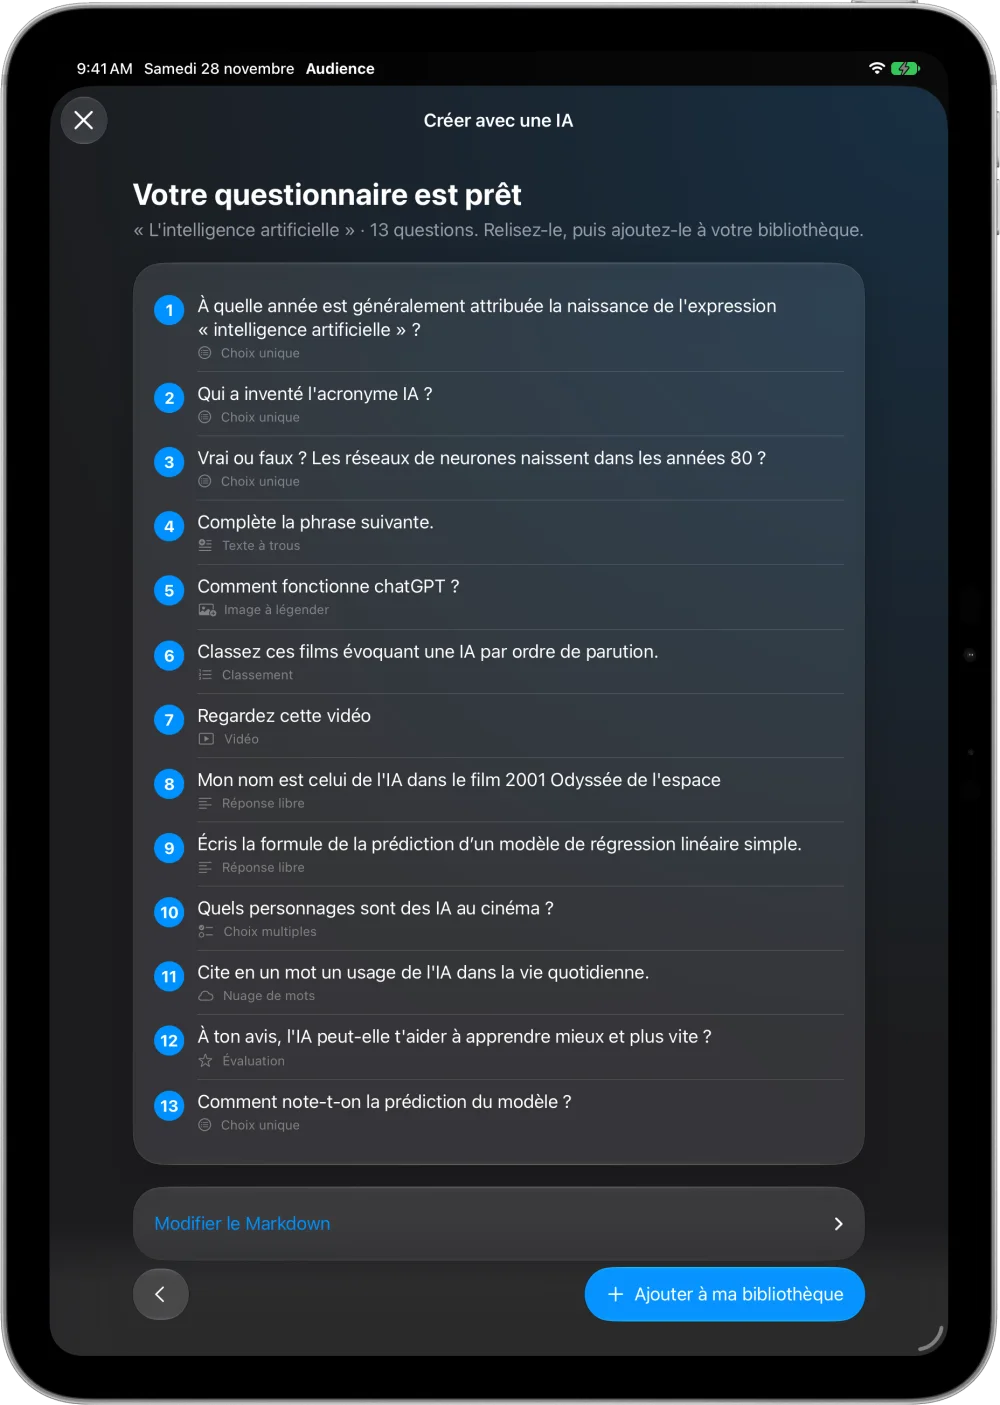 9:41 AM Samedi 28 novembre Audience
Créer avec une IA
Votre questionnaire est prêt
« L'intelligence artificielle » · 13 questions. Relisez-le, puis ajoutez-le à votre bibliothèque.
1 À quelle année est généralement attribuée la naissance de l'expression
« intelligence artificielle » ?
Choix unique
2 Qui a inventé l'acronyme IA ?
Choix unique
3 Vrai ou faux ? Les réseaux de neurones naissent dans les années 80 ?
Choix unique
4 Complète la phrase suivante.
Texte à trous
5 Comment fonctionne chatGPT ?
Image à légender
6 Classez ces films évoquant une IA par ordre de parution.
Classement
7 Regardez cette vidéo
Vidéo
8 Mon nom est celui de l'IA dans le film 2001 Odyssée de l'espace
Réponse libre
9 Écris la formule de la prédiction d’un modèle de régression linéaire simple.
Réponse libre
10 Quels personnages sont des IA au cinéma ?
Choix multiples
11 Cite en un mot un usage de l'IA dans la vie quotidienne.
Nuage de mots
12 À ton avis, l'IA peut-elle t'aider à apprendre mieux et plus vite ?
Évaluation
13 Comment note-t-on la prédiction du modèle ?
Choix unique
Modifier le Markdown
+ Ajouter à ma bibliothèque